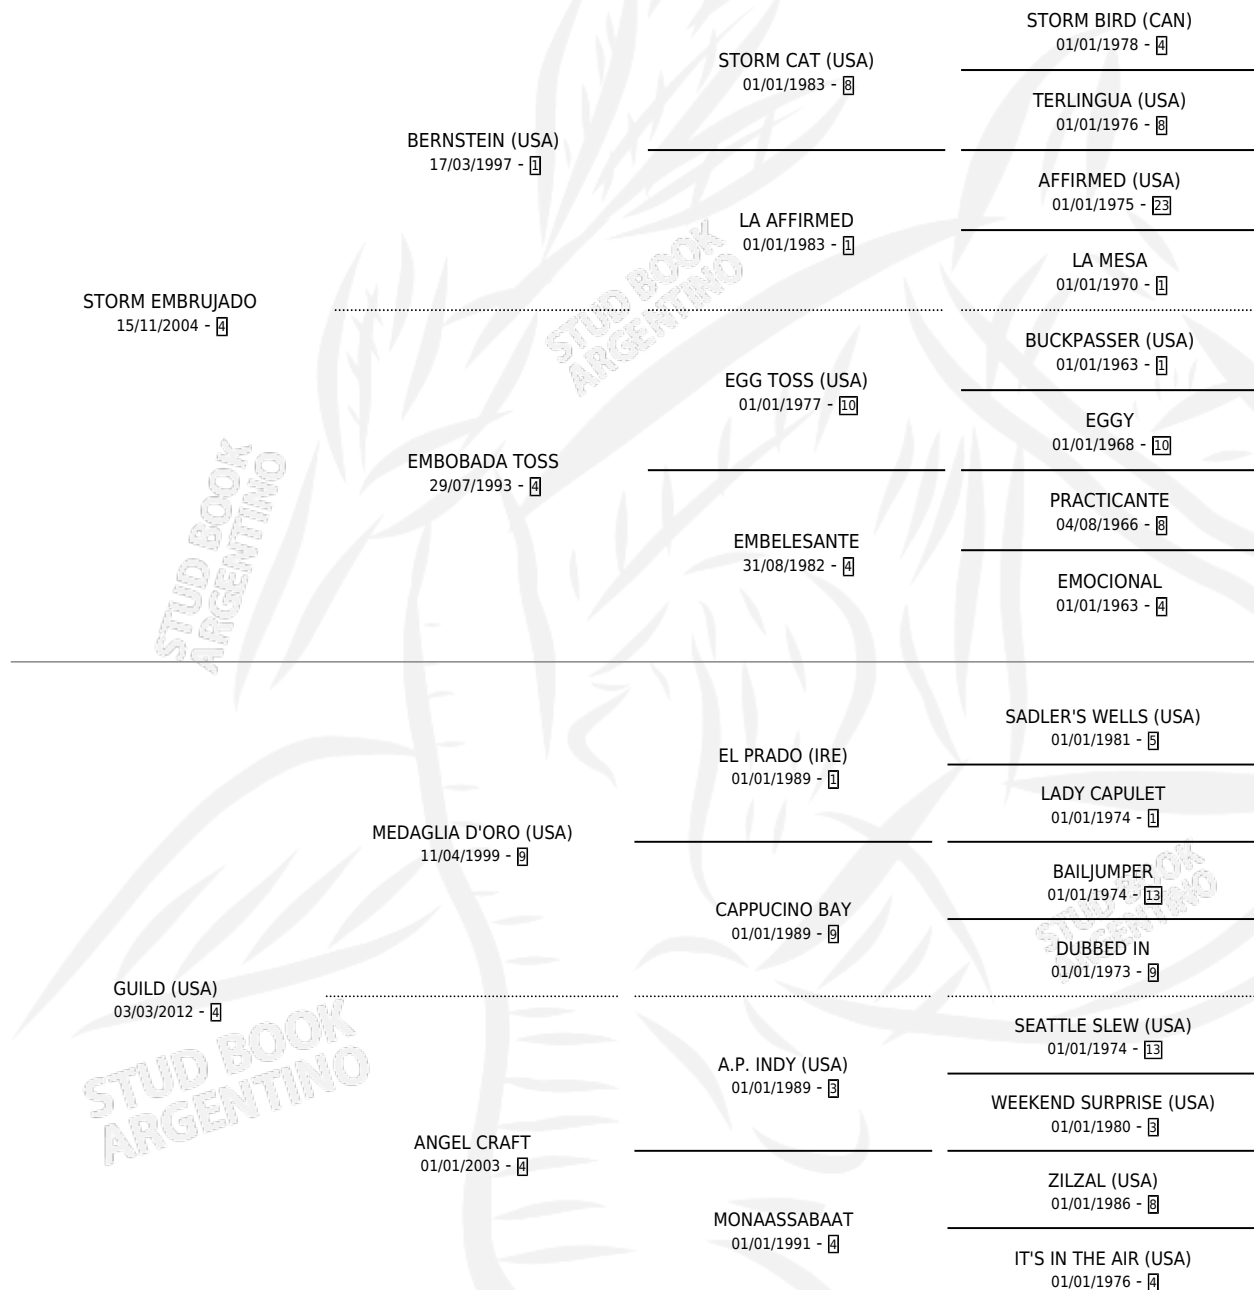 STORM BIRD (CAN)
01/01/1978 - 4
STORM CAT (USA)
01/01/1983 - 8
TERLINGUA (USA)
01/01/1976 - 8
BERNSTEIN (USA)
17/03/1997 - 1
AFFIRMED (USA)
01/01/1975 - 23
LA AFFIRMED
01/01/1983 - 1
LA MESA
01/01/1970 - 1
STORM EMBRUJADO
15/11/2004 - 4
BUCKPASSER (USA)
01/01/1963 - 1
EGG TOSS (USA)
01/01/1977 - 10
EGGY
01/01/1968 - 10
EMBOBADA TOSS
29/07/1993 - 4
PRACTICANTE
04/08/1966 - 8
EMBELESANTE
31/08/1982 - 4
EMOCIONAL
01/01/1963 - 4
STUD BOOK
ARGENTINO
STUD BOOK
ARGENTINO
SADLER'S WELLS (USA)
01/01/1981 - 5
EL PRADO (IRE)
01/01/1989 - 1
LADY CAPULET
01/01/1974 - 1
MEDAGLIA D'ORO (USA)
11/04/1999 - 9
BAILJUMPER
01/01/1974 - 13
CAPPUCINO BAY
01/01/1989 - 9
DUBBED IN
01/01/1973 - 9
GUILD (USA)
03/03/2012 - 4
SEATTLE SLEW (USA)
01/01/1974 - 13
A.P. INDY (USA)
01/01/1989 - 3
WEEKEND SURPRISE (USA)
01/01/1980 - 3
ANGEL CRAFT
01/01/2003 - 4
ZILZAL (USA)
01/01/1986 - 8
MONAASSABAAT
01/01/1991 - 4
IT'S IN THE AIR (USA)
01/01/1976 - 4
STUD BOOK
ARGENTINO
STUD BOOK
ARGENTINO